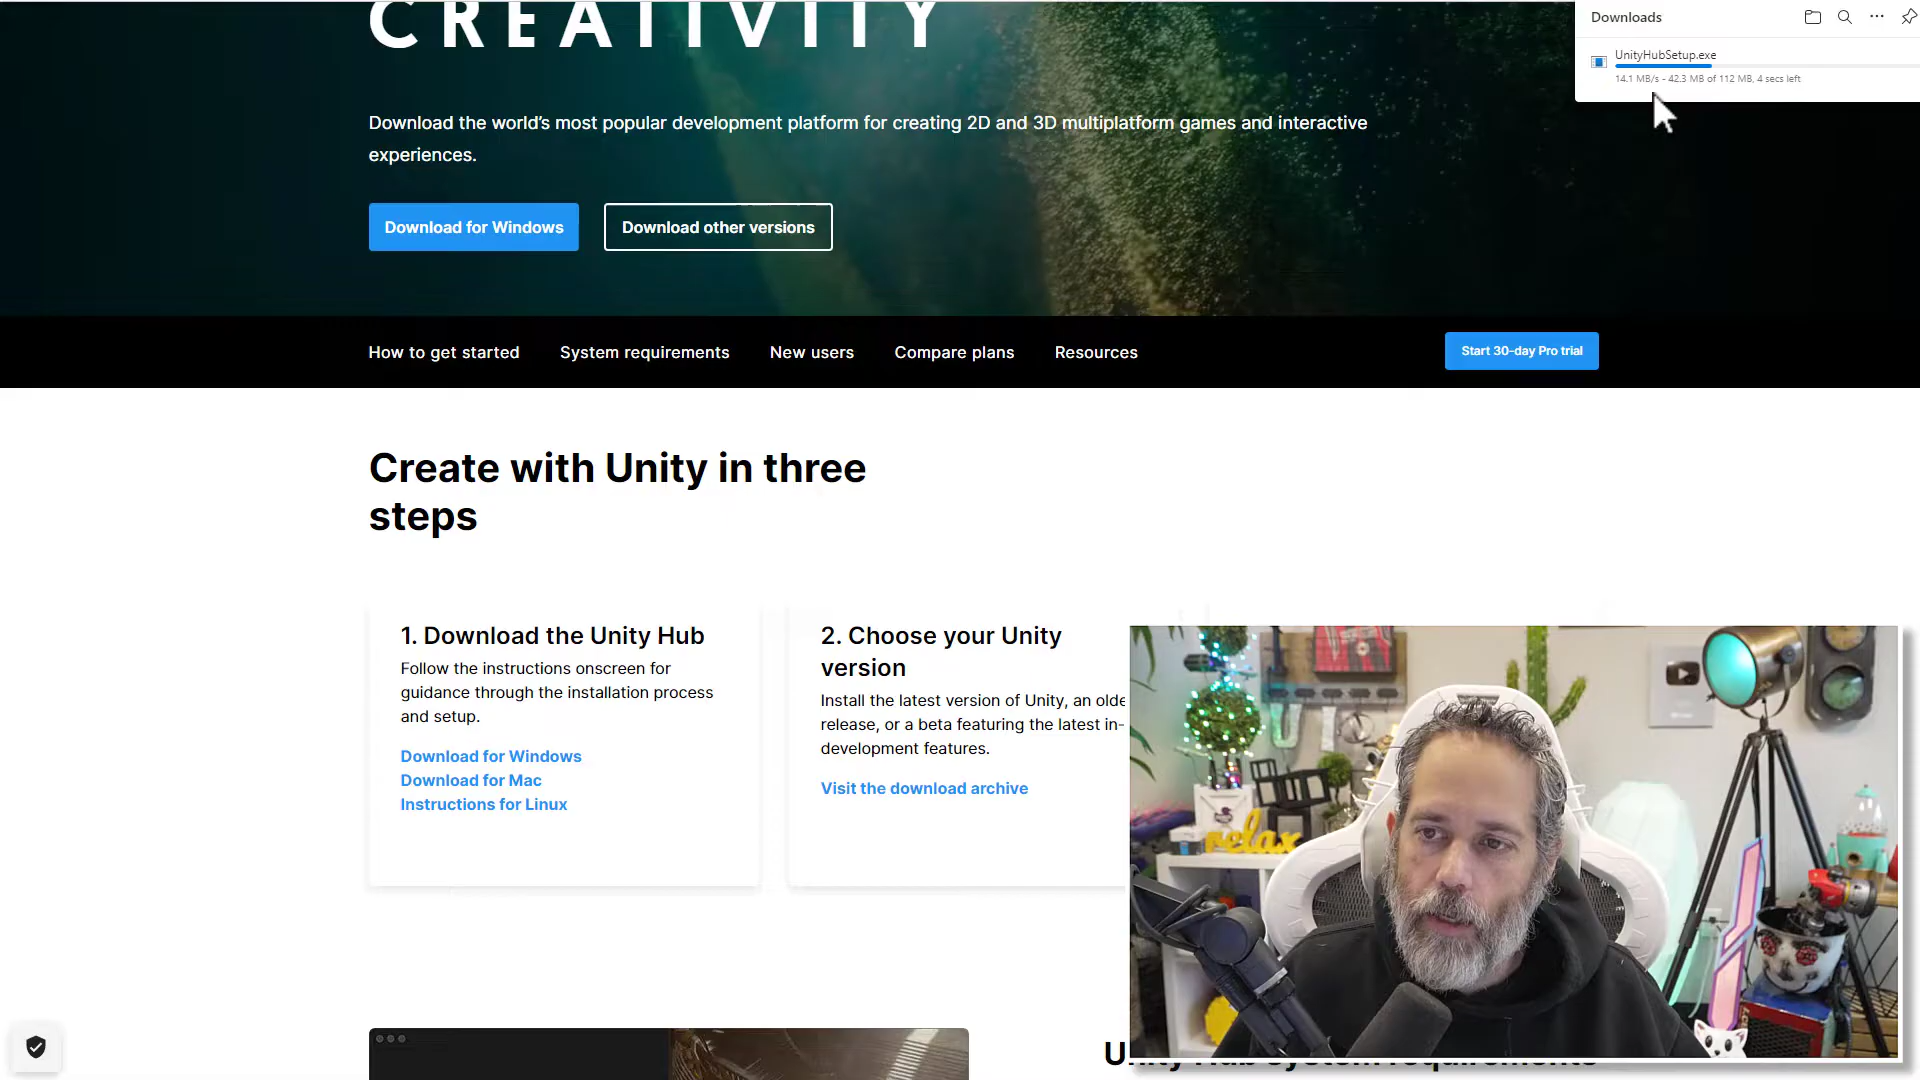 CREATIVITY
Downloads
UnityHubSetup.exe
14.1 MB/s - 42.3 MB of 112 MB, 4 secs left
Download the world's most popular development platform for creating 2D and 3D multiplatform games and interactive
experiences.
Download for Windows
Download other versions
How to get started
System requirements
New users
Compare plans
Resources
Start 30-day Pro trial
Create with Unity in three
steps
1. Download the Unity Hub
Follow the instructions onscreen for
guidance through the installation process
and setup.
Download for Windows
Download for Mac
Instructions for Linux
2. Choose your Unity
version
Install the latest version of Unity, an olde
release, or a beta featuring the latest in-
development features.
Visit the download archive
relax
Unity Hub system requirements